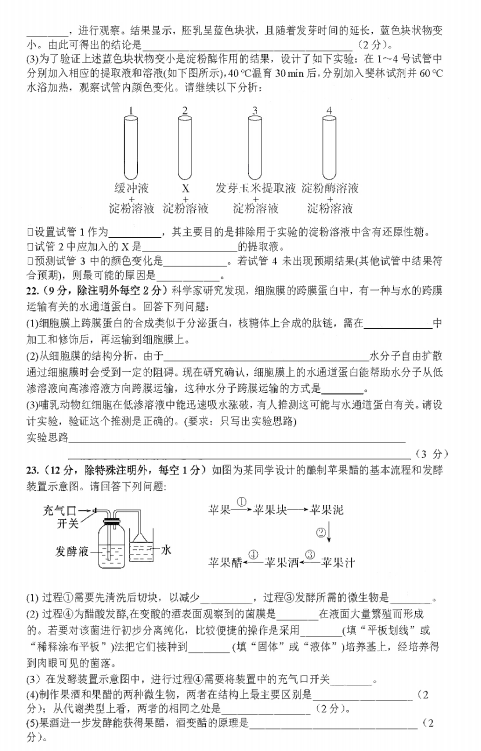 ________，进行观察。结果显示，胚乳呈蓝色块状，且随着发芽时间的延长，蓝色块状物变
小。由此可得出的结论是________________________________（2 分）。
(3)为了验证上述蓝色块状物变小是淀粉酶作用的结果，设计了如下实验：在 1～4 号试管中
分别加入相应的提取液和溶液(如下图所示)，40 ℃温育 30 min 后，分别加入斐林试剂并 60 ℃
水浴加热，观察试管内颜色变化。请继续以下分析：
1 2 3 4
缓冲液 X 发芽玉米提取液 淀粉酶溶液
+ + + +
淀粉溶液 淀粉溶液 淀粉溶液 淀粉溶液
□设置试管 1 作为__________，其主要目的是排除用于实验的淀粉溶液中含有还原性糖。
□试管 2 中应加入的 X 是__________________的提取液。
□预测试管 3 中的颜色变化是____________。若试管 4 未出现预期结果(其他试管中结果符
合预期)，则最可能的原因是____________。
22.（9 分，除注明外每空 2 分）科学家研究发现，细胞膜的跨膜蛋白中，有一种与水的跨膜
运输有关的水通道蛋白。回答下列问题：
(1)细胞膜上跨膜蛋白的合成类似于分泌蛋白，核糖体上合成的肽链，需在____________中
加工和修饰后，再运输到细胞膜上。
(2)从细胞膜的结构分析，由于________________________________水分子自由扩散
通过细胞膜时会受到一定的阻碍。现在研究确认，细胞膜上的水通道蛋白能帮助水分子从低
渗溶液向高渗溶液方向跨膜运输，这种水分子跨膜运输的方式是________。
(3)哺乳动物红细胞在低渗溶液中能迅速吸水涨破，有人推测这可能与水通道蛋白有关。请设
计实验，验证这个推测是正确的。(要求：只写出实验思路)
实验思路________________________________________________
________________________________________________（3 分）
23.（12 分，除特殊注明外，每空 1 分）如图为某同学设计的酿制苹果醋的基本流程和发酵
装置示意图。请回答下列问题：
充气口
开关
发酵液
水
苹果 ① 苹果块 苹果泥
②
苹果醋 ④ 苹果酒 ③ 苹果汁
(1) 过程①需要先清洗后切块，以减少__________，过程③发酵所需的微生物是________。
(2) 过程④为醋酸发酵,在变酸的酒表面观察到的菌膜是________在液面大量繁殖而形成
的。若要对该菌进行初步分离纯化，比较便捷的操作是采用________(填“平板划线”或
“稀释涂布平板”)法把它们接种到________ (填“固体”或“液体”)培养基上，经培养得
到肉眼可见的菌落。
(3）在发酵装置示意图中，进行过程④需要将装置中的充气口开关________。
(4)制作果酒和果醋的两种微生物，两者在结构上最主要区别是____________________（2
分）；从代谢类型上看，两者的相同之处是________________（2 分）。
(5)果酒进一步发酵能获得果醋，酒变醋的原理是________________________________（2
分）。